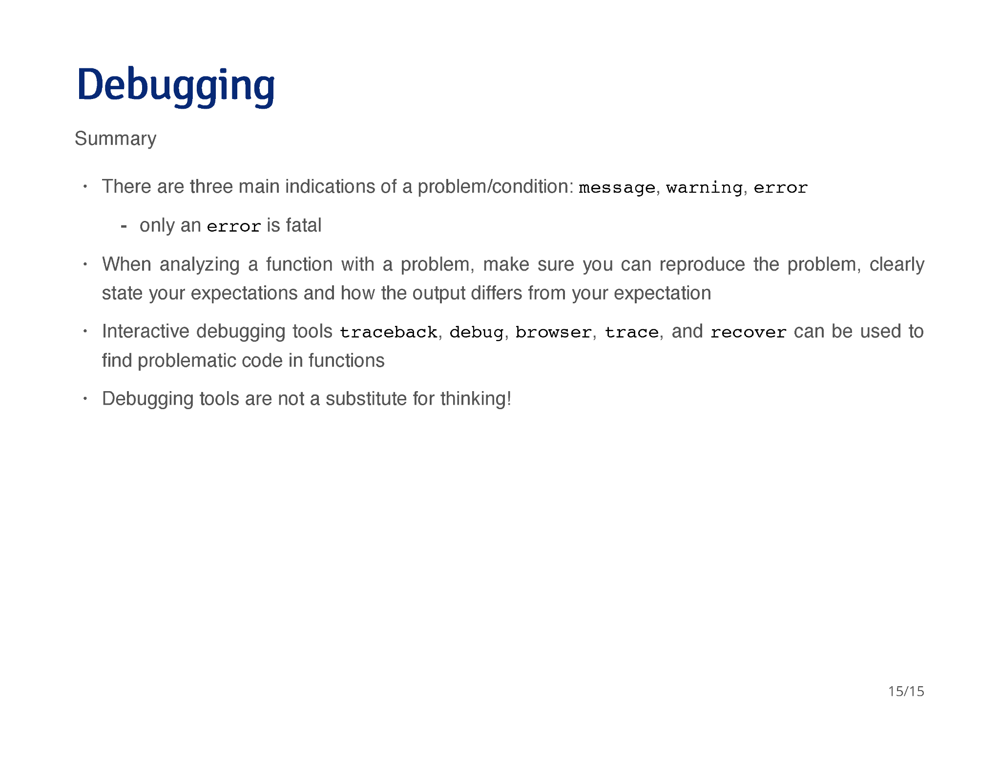 Debugging
Summary
· There are three main indications of a problem/condition: message, warning, error
- only an error is fatal
· When analyzing a function with a problem, make sure you can reproduce the problem, clearly
state your expectations and how the output differs from your expectation
· Interactive debugging tools traceback, debug, browser, trace, and recover can be used to
find problematic code in functions
· Debugging tools are not a substitute for thinking!
15/15